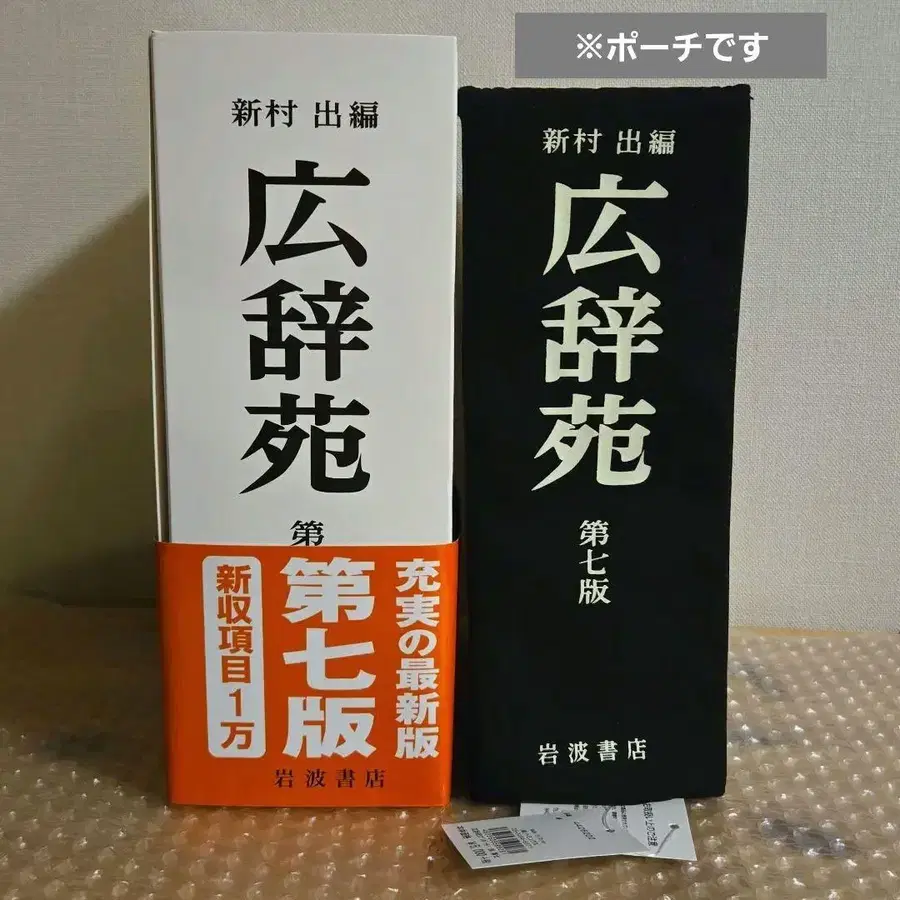 ※ポーチです
新村 出編
広辞苑
第
充実の最新版
第七版
新収項目1万
岩波書店
新村 出編
広辞苑
第七版
岩波書店